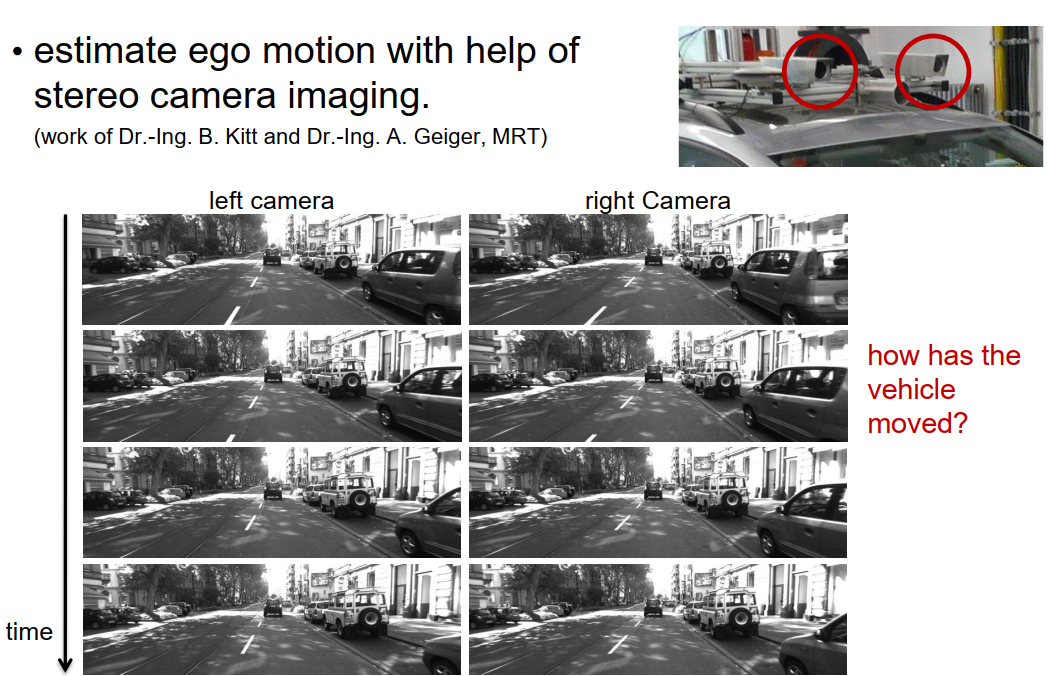 • estimate ego motion with help of
stereo camera imaging.
(work of Dr.-Ing. B. Kitt and Dr.-Ing. A. Geiger, MRT)
left camera
right Camera
how has the
vehicle
moved?
time